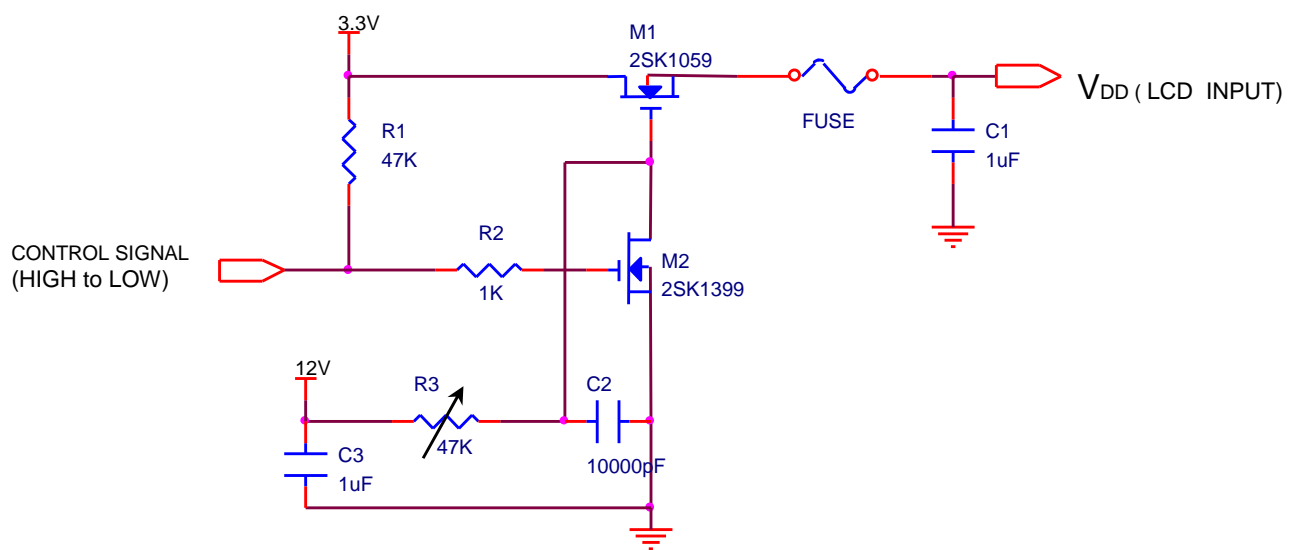 3.3V
M1
2SK1059
FUSE
VDD ( LCD INPUT)
R1
47K
C1
1uF
CONTROL SIGNAL
(HIGH to LOW)
R2
1K
M2
2SK1399
12V
R3
47K
C2
10000pF
C3
1uF